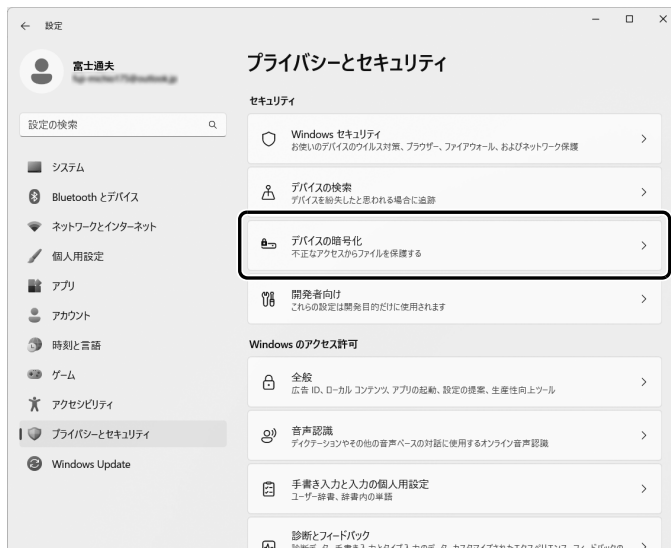 設定
富士通夫
設定の検索
システム
Bluetooth とデバイス
ネットワークとインターネット
個人用設定
アプリ
アカウント
時刻と言語
ゲーム
アクセシビリティ
プライバシーとセキュリティ
Windows Update
プライバシーとセキュリティ
セキュリティ
Windows セキュリティ
お使いのデバイスのウイルス対策、ブラウザー、ファイアウォール、およびネットワーク保護
デバイスの検索
デバイスを紛失したと思われる場合に追跡
デバイスの暗号化
不正なアクセスからファイルを保護する
開発者向け
これらの設定は開発目的だけに使用されます
Windows のアクセス許可
全般
広告 ID、ローカル コンテンツ、アプリの起動、設定の提案、生産性向上ツール
音声認識
ディクテーションやその他の音声ベースの対話に使用するオンライン音声認識
手書き入力と入力の個人用設定
ユーザー辞書、辞書内の単語
診断とフィードバック